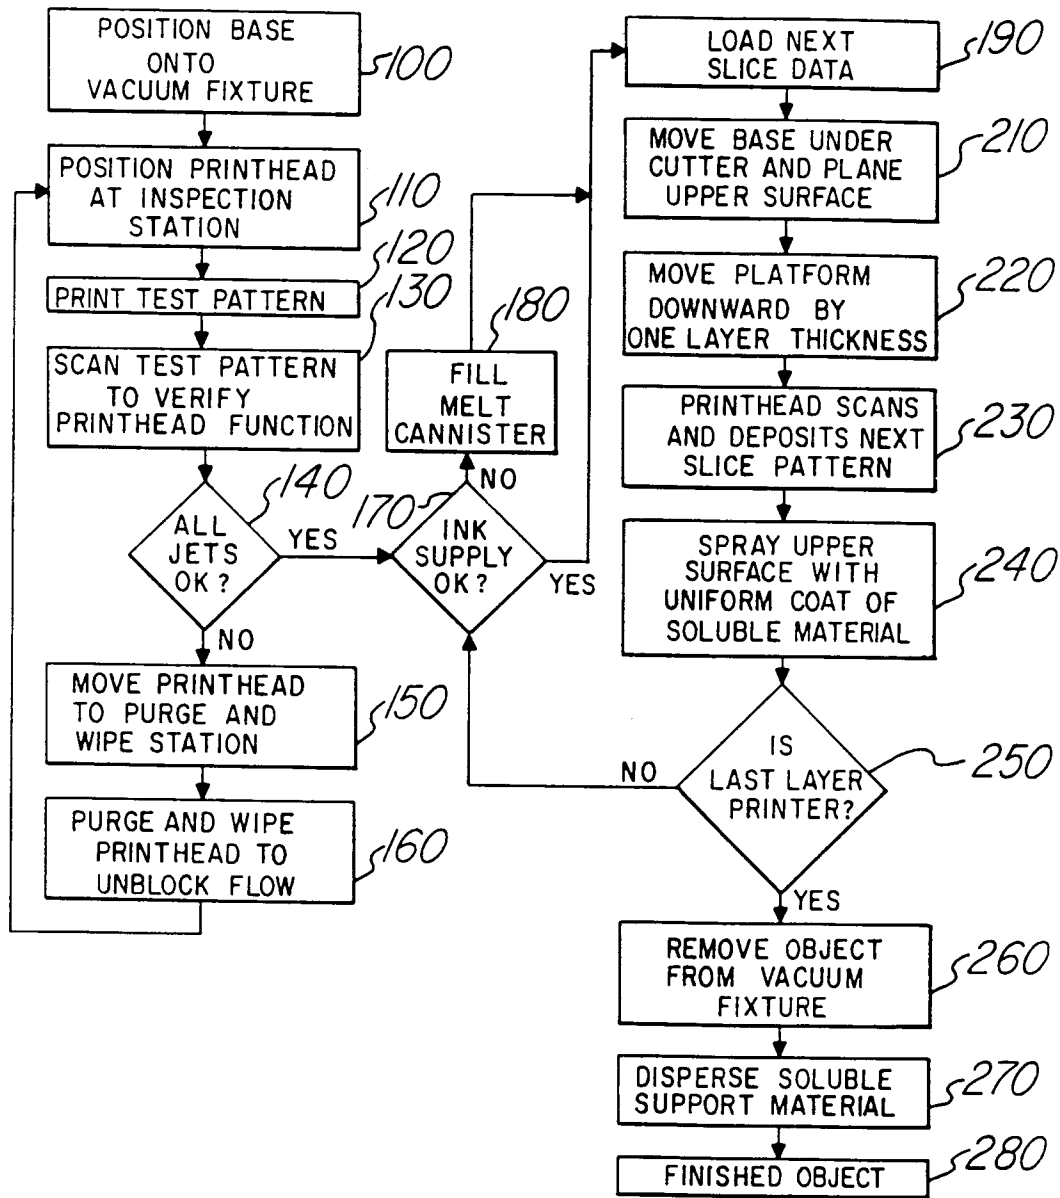 POSITION BASE
ONTO
VACUUM FIXTURE
100
POSITION PRINTHEAD
AT INSPECTION
STATION
110
PRINT TEST PATTERN
120
SCAN TEST PATTERN
TO VERIFY
PRINTHEAD FUNCTION
130
ALL
JETS
OK?
140
YES
NO
MOVE PRINTHEAD
TO PURGE AND
WIPE STATION
150
PURGE AND WIPE
PRINTHEAD TO
UNBLOCK FLOW
160
INK
SUPPLY
OK?
170
NO
YES
FILL
MELT
CANNISTER
180
LOAD NEXT
SLICE DATA
190
MOVE BASE UNDER
CUTTER AND PLANE
UPPER SURFACE
210
MOVE PLATFORM
DOWNWARD BY
ONE LAYER THICKNESS
220
PRINTHEAD SCANS
AND DEPOSITS NEXT
SLICE PATTERN
230
SPRAY UPPER
SURFACE WITH
UNIFORM COAT OF
SOLUBLE MATERIAL
240
IS
LAST LAYER
PRINTER?
250
NO
YES
REMOVE OBJECT
FROM VACUUM
FIXTURE
260
DISPERSE SOLUBLE
SUPPORT MATERIAL
270
FINISHED OBJECT
280